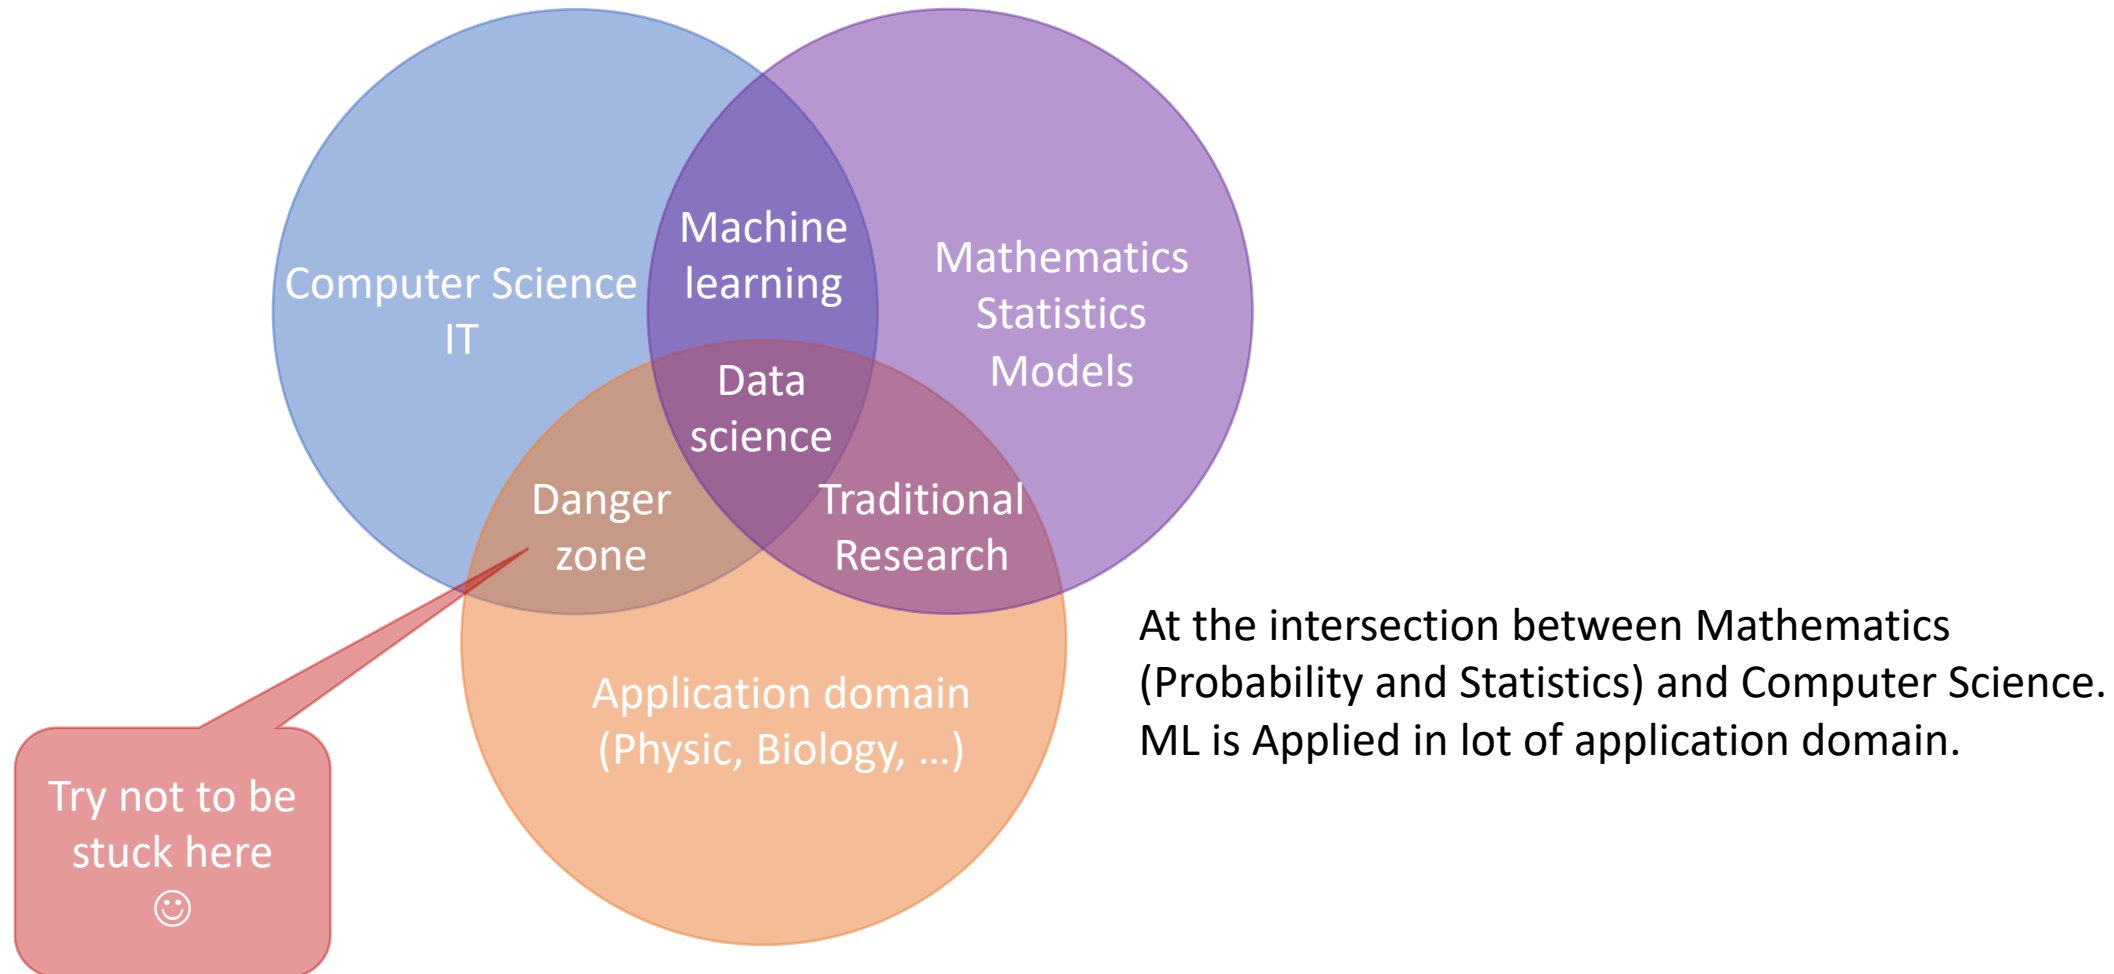 Computer Science
IT
Machine
learning
Mathematics
Statistics
Models
Data
science
Danger
zone
Traditional
Research
Application domain
(Physic, Biology, …)
Try not to be
stuck here
☺
At the intersection between Mathematics
(Probability and Statistics) and Computer Science.
ML is Applied in lot of application domain.